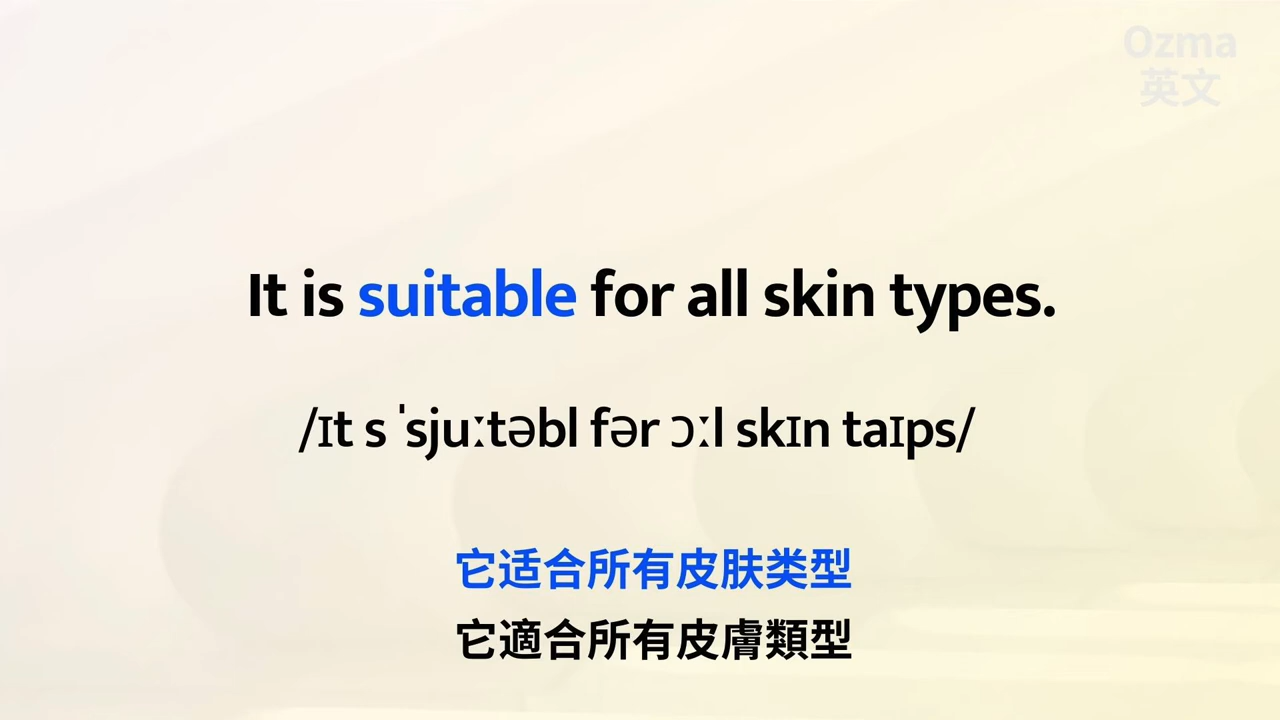 Ozma
英文
It is suitable for all skin types.
/ɪt s ˈsjuːtəbl fər ɔːl skɪn taɪps/
它适合所有皮肤类型
它適合所有皮膚類型